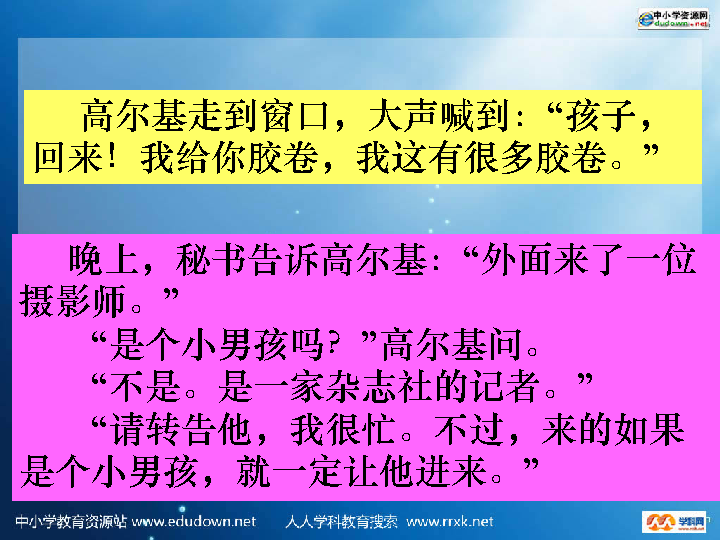 中小学资源网
edudown.net
高尔基走到窗口，大声喊到：“孩子，
回来！我给你胶卷，我这有很多胶卷。”
晚上，秘书告诉高尔基：“外面来了一位
摄影师。”
“是个小男孩吗？”高尔基问。
“不是。是一家杂志社的记者。”
“请转告他，我很忙。不过，来的如果
是个小男孩，就一定让他进来。”
中小学教育资源站 www.edudown.net 人人学科教育搜索 www.rrxk.net
学科网